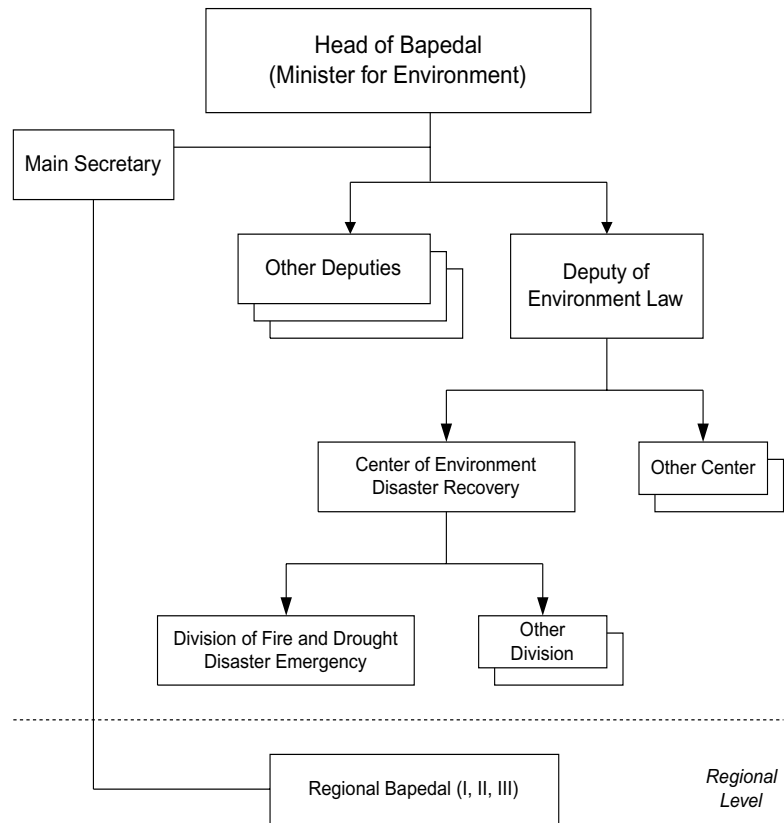 Head of Bapedal
(Minister for Environment)
Main Secretary
Other Deputies
Deputy of
Environment Law
Center of Environment
Disaster Recovery
Other Center
Division of Fire and Drought
Disaster Emergency
Other
Division
Regional Bapedal (I, II, III)
Regional
Level